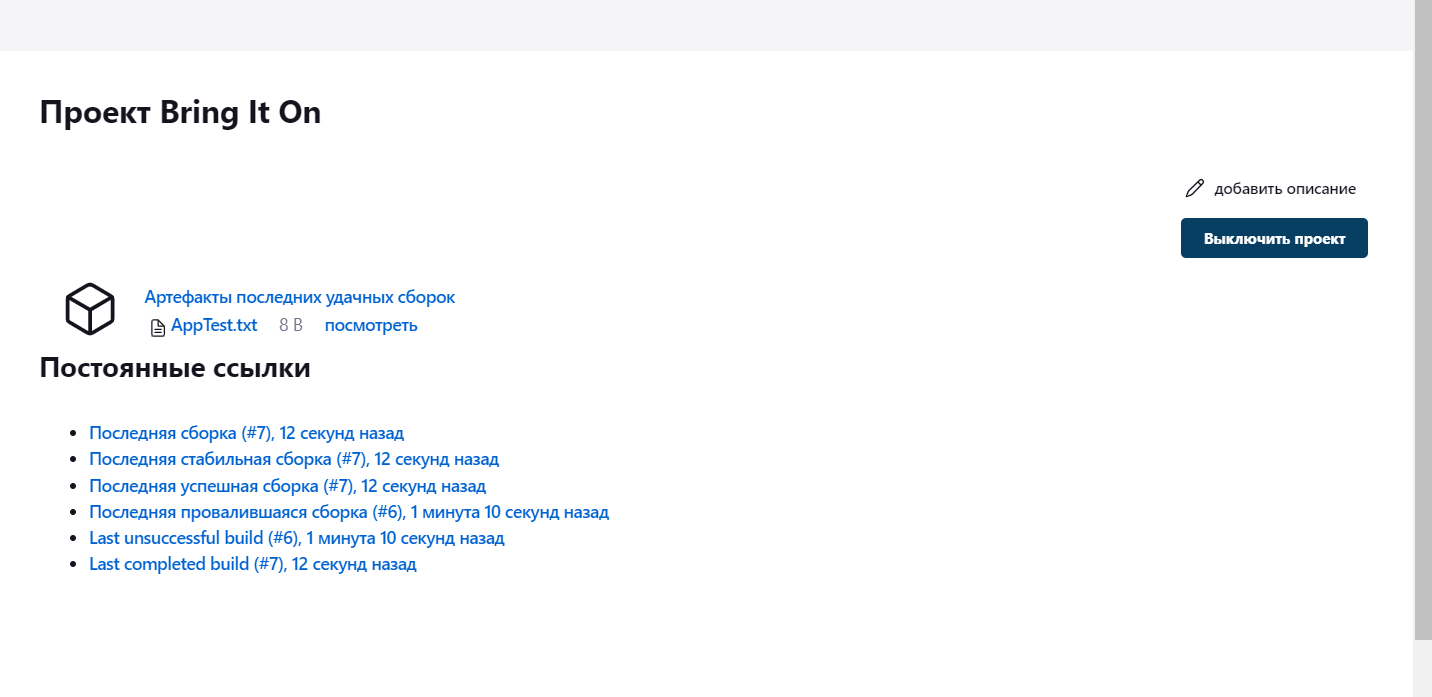 Проект Bring It On
добавить описание
Выключить проект
Артефакты последних удачных сборок
AppTest.txt 8 B посмотреть
Постоянные ссылки
Последняя сборка (#7), 12 секунд назад
Последняя стабильная сборка (#7), 12 секунд назад
Последняя успешная сборка (#7), 12 секунд назад
Последняя провалившаяся сборка (#6), 1 минута 10 секунд назад
Last unsuccessful build (#6), 1 минута 10 секунд назад
Last completed build (#7), 12 секунд назад